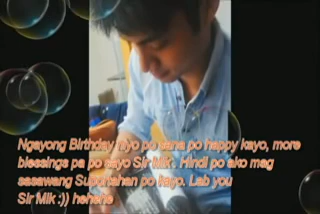 Ngayong Birthday niyo po sana po happy kayo, more
blessings pa po sayo Sir Mik . Hindi po ako mag
sasawang Suportahan po kayo. Lab you
Sir Mik :)) hehehe